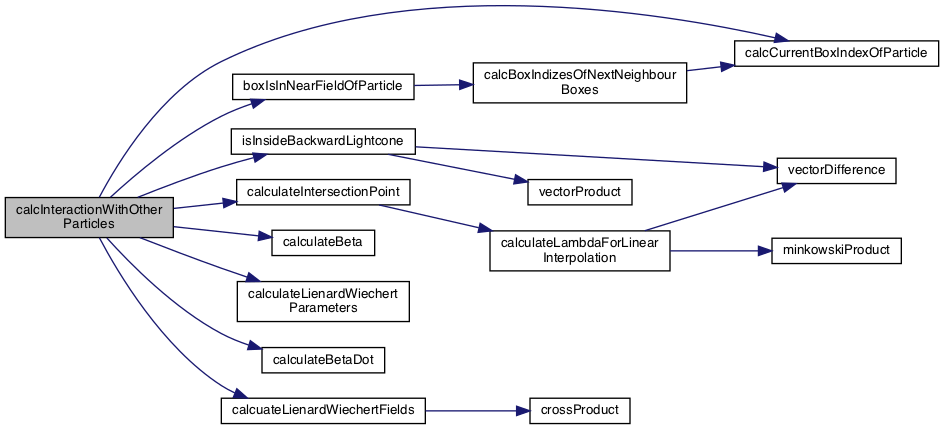 calcInteractionWithOther
Particles
boxIsInNearFieldOfParticle
isInsideBackwardLightcone
calculateIntersectionPoint
calculateBeta
calculateLienardWiechert
Parameters
calculateBetaDot
calcuateLienardWiechertFields
calcBoxIndizesOfNextNeighbour
Boxes
vectorProduct
calculateLambdaForLinear
Interpolation
crossProduct
calcCurrentBoxIndexOfParticle
vectorDifference
minkowskiProduct